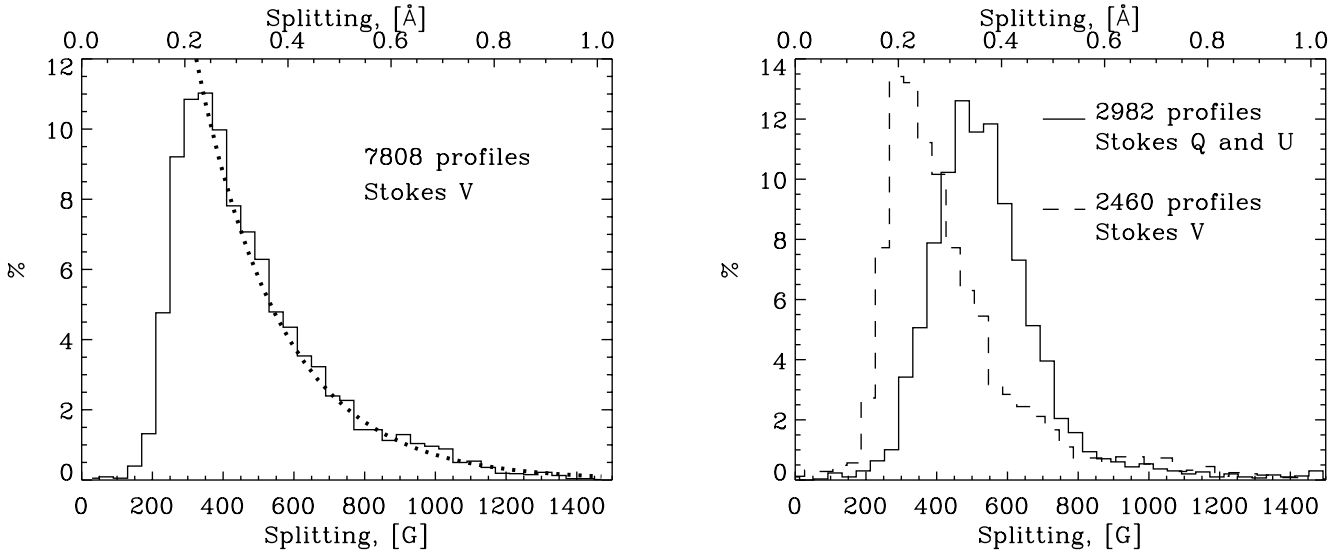 Splitting, [Å]
0.0 0.2 0.4 0.6 0.8 1.0
12
10
8
6
4
2
0
%
7808 profiles
Stokes V
0 200 400 600 800 1000 1200 1400
Splitting, [G]
Splitting, [Å]
0.0 0.2 0.4 0.6 0.8 1.0
14
12
10
8
6
4
2
0
%
2982 profiles
Stokes Q and U
2460 profiles
Stokes V
0 200 400 600 800 1000 1200 1400
Splitting, [G]